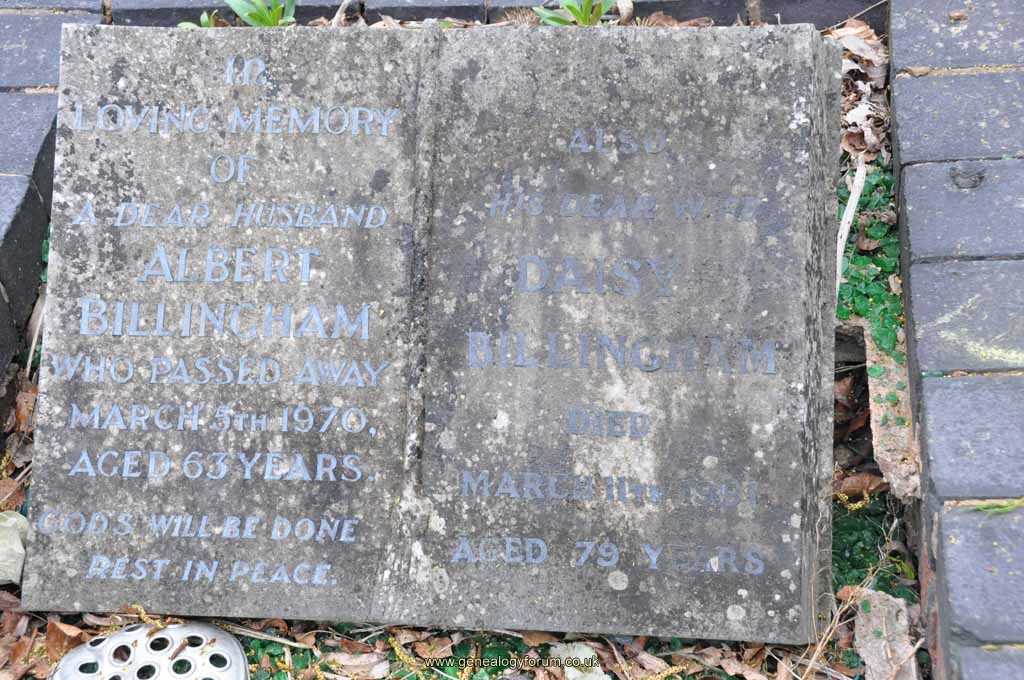 In
LOVING MEMORY
OF
A DEAR HUSBAND
ALBERT
BILLINGHAM
WHO PASSED AWAY
MARCH 5TH 1970,
AGED 63 YEARS.
GODS WILL BE DONE.
REST IN PEACE.
ALSO
HIS DEAR WIFE
DAISY
BILLINGHAM
DIED
MARCH 11TH
AGED 79 YEARS
www.genealogyforum.co.uk